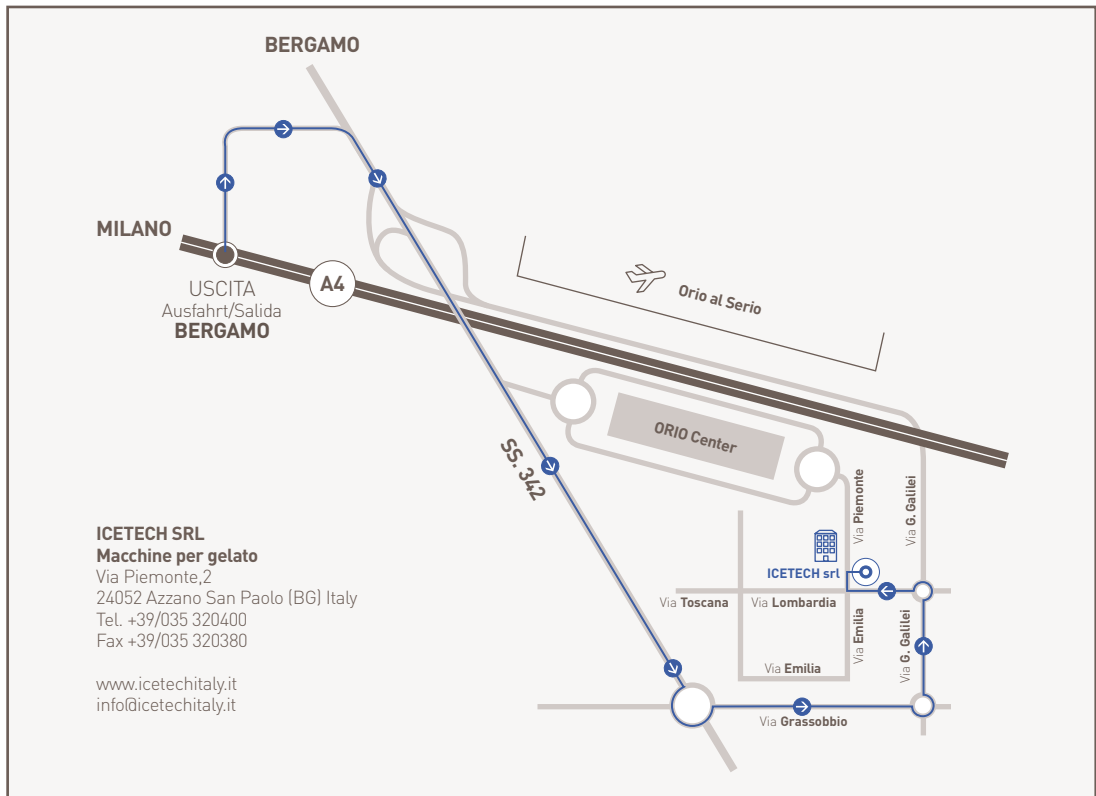 BERGAMO
MILANO
USCITA
Ausfahrt/Salida
BERGAMO
A4
Orio al Serio
ORIO Center
SS. 342
Via Piemonte
Via G. Galilei
ICETECH srl
Via Toscana
Via Lombardia
Via Emilia
Via G. Galilei
Via Emilia
Via Grassobbio
ICETECH SRL
Macchine per gelato
Via Piemonte,2
24052 Azzano San Paolo (BG) Italy
Tel. +39/035 320400
Fax +39/035 320380
www.icetechitaly.it
info@icetechitaly.it